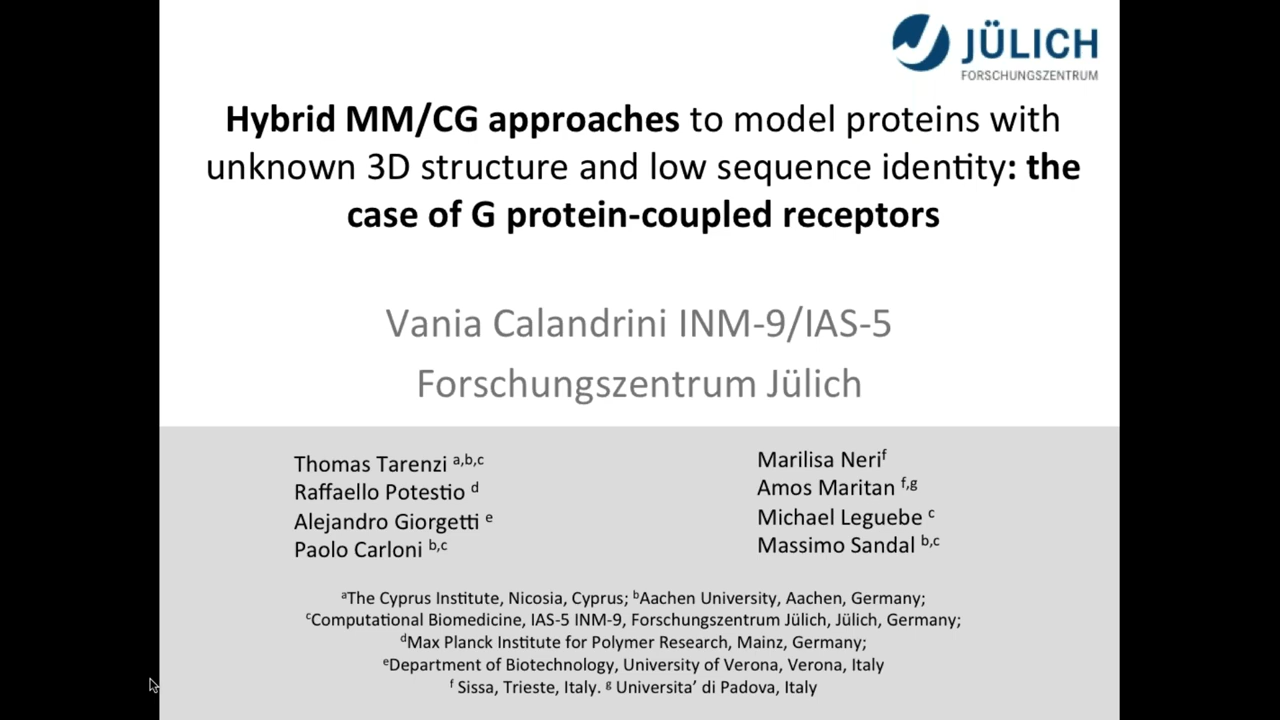 JÜLICH
FORSCHUNGSZENTRUM
Hybrid MM/CG approaches to model proteins with
unknown 3D structure and low sequence identity: the
case of G protein-coupled receptors
Vania Calandrini INM-9/IAS-5
Forschungszentrum Jülich
Thomas Tarenzi a,b,c
Raffaello Potestio d
Alejandro Giorgetti e
Paolo Carloni b,c
Marilisa Neri f
Amos Maritan f,g
Michael Leguebe c
Massimo Sandal b,c
aThe Cyprus Institute, Nicosia, Cyprus; bAachen University, Aachen, Germany;
cComputational Biomedicine, IAS-5 INM-9, Forschungszentrum Jülich, Jülich, Germany;
dMax Planck Institute for Polymer Research, Mainz, Germany;
eDepartment of Biotechnology, University of Verona, Verona, Italy
f Sissa, Trieste, Italy. g Universita’ di Padova, Italy